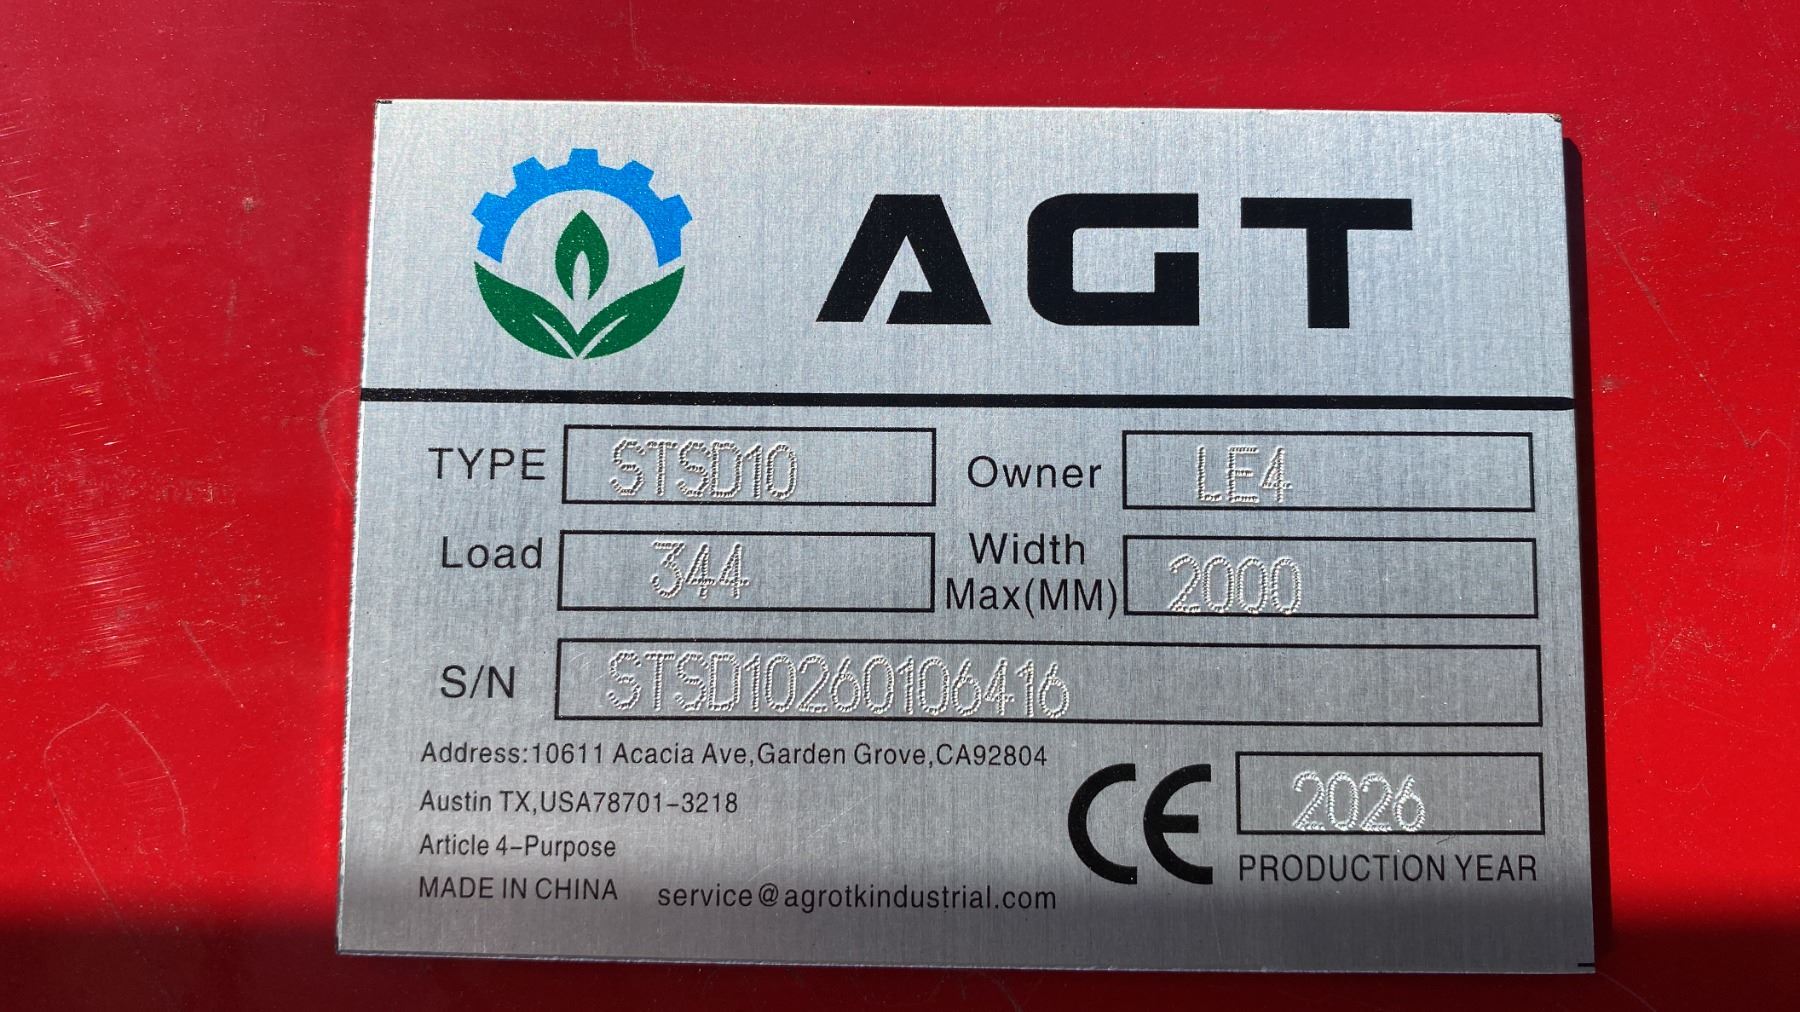 AGT
TYPE STSD10 Owner LE4
Load 344 Width Max(MM) 2000
S/N STSD10260106416
Address:10611 Acacia Ave,Garden Grove,CA92804
Austin TX,USA78701-3218
Article 4-Purpose
MADE IN CHINA service@agrotkindustrial.com
CE 2026
PRODUCTION YEAR